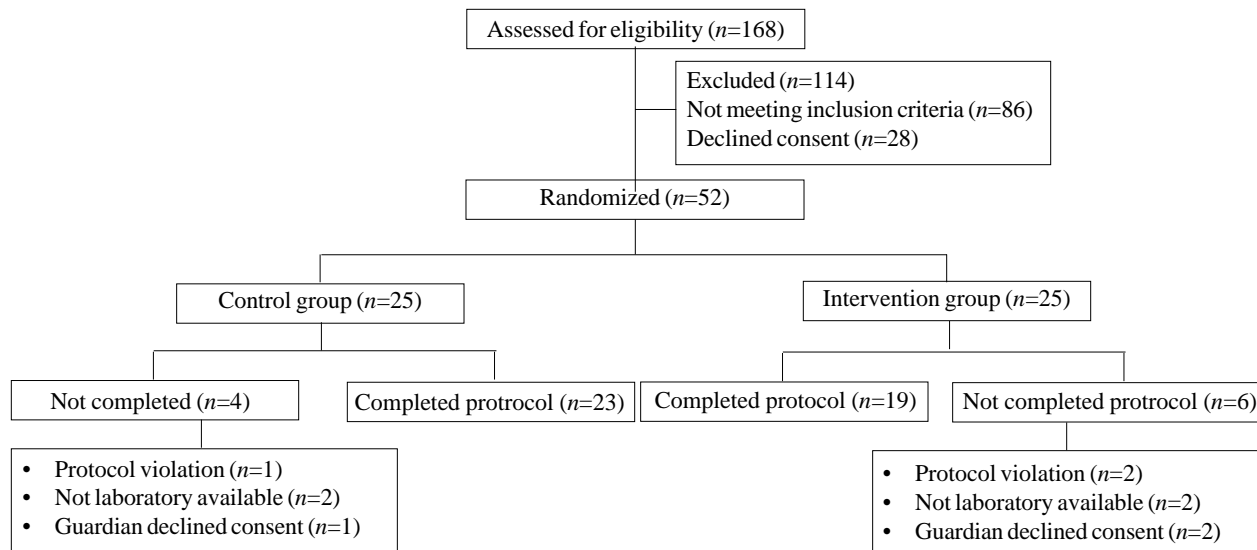 Assessed for eligibility (n=168)
Excluded (n=114)
Not meeting inclusion criteria (n=86)
Declined consent (n=28)
Randomized (n=52)
Control group (n=25)
Intervention group (n=25)
Not completed (n=4)
Completed protrocol (n=23)
Completed protocol (n=19)
Not completed protrocol (n=6)
• Protocol violation (n=1)
• Not laboratory available (n=2)
• Guardian declined consent (n=1)
• Protocol violation (n=2)
• Not laboratory available (n=2)
• Guardian declined consent (n=2)